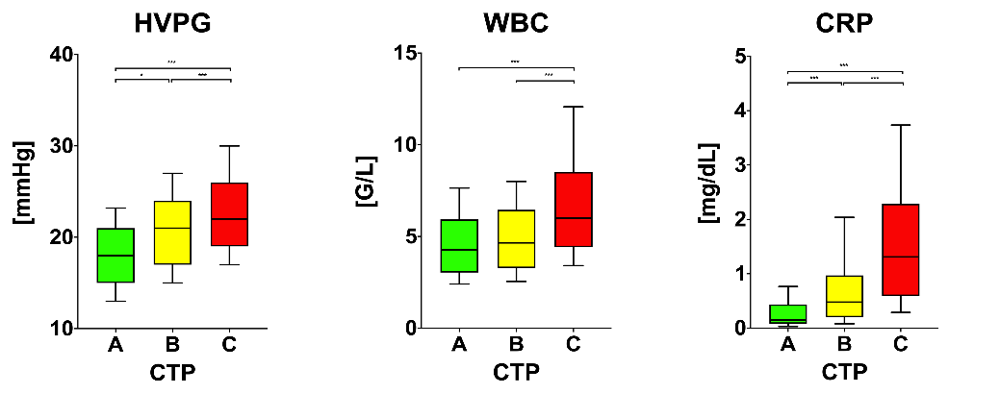 HVPG
WBC
CRP
[mmHg]
40
30
20
10
***
*
***
A B C
CTP
[G/L]
15
10
5
0
***
***
A B C
CTP
[mg/dL]
5
4
3
2
1
0
***
***
***
A B C
CTP